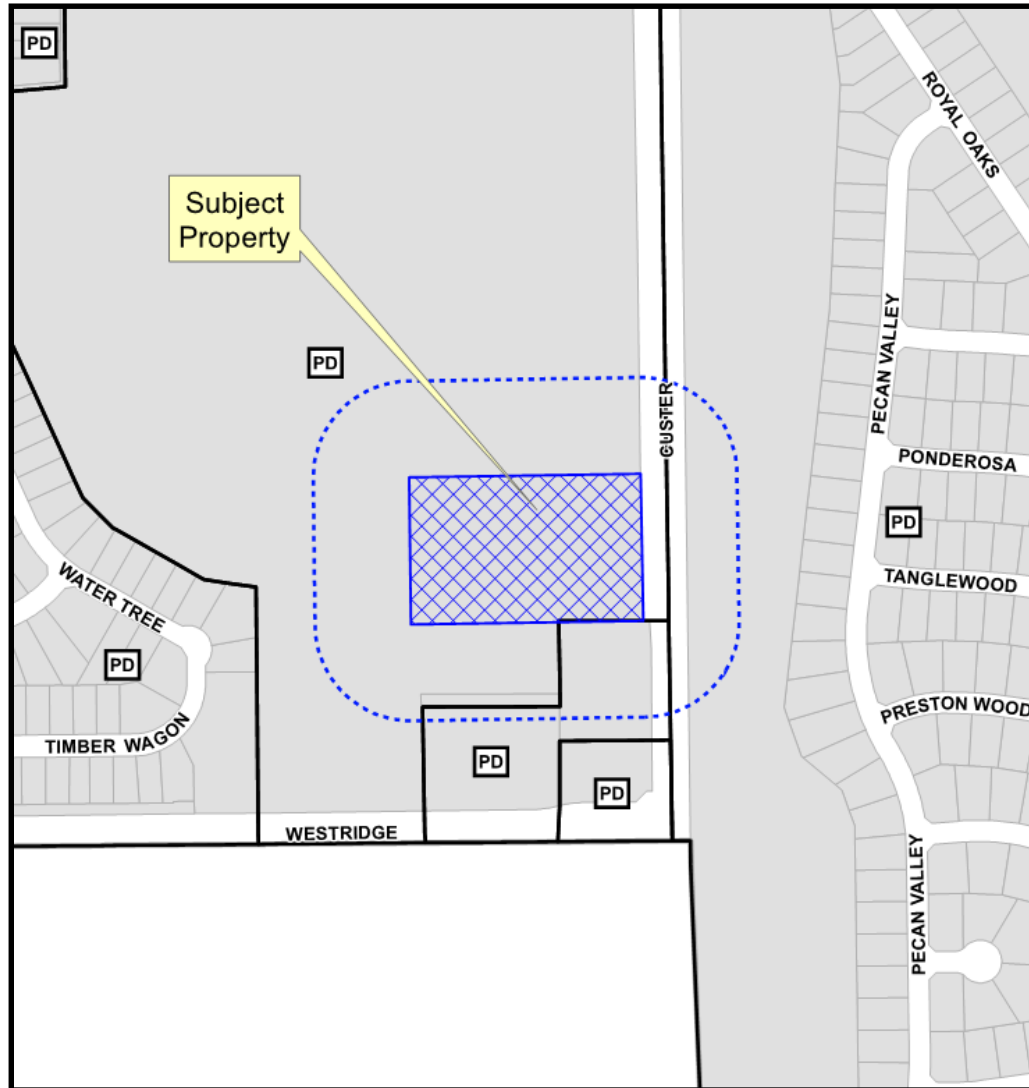 PD
ROYAL OAKS
Subject
Property
PECAN VALLEY
PD
CUSTER
PONDEROSA
PD
TANGLEWOOD
WATER TREE
PD
PRESTON WOOD
TIMBER WAGON
PD
PD
WESTRIDGE
PECAN VALLEY